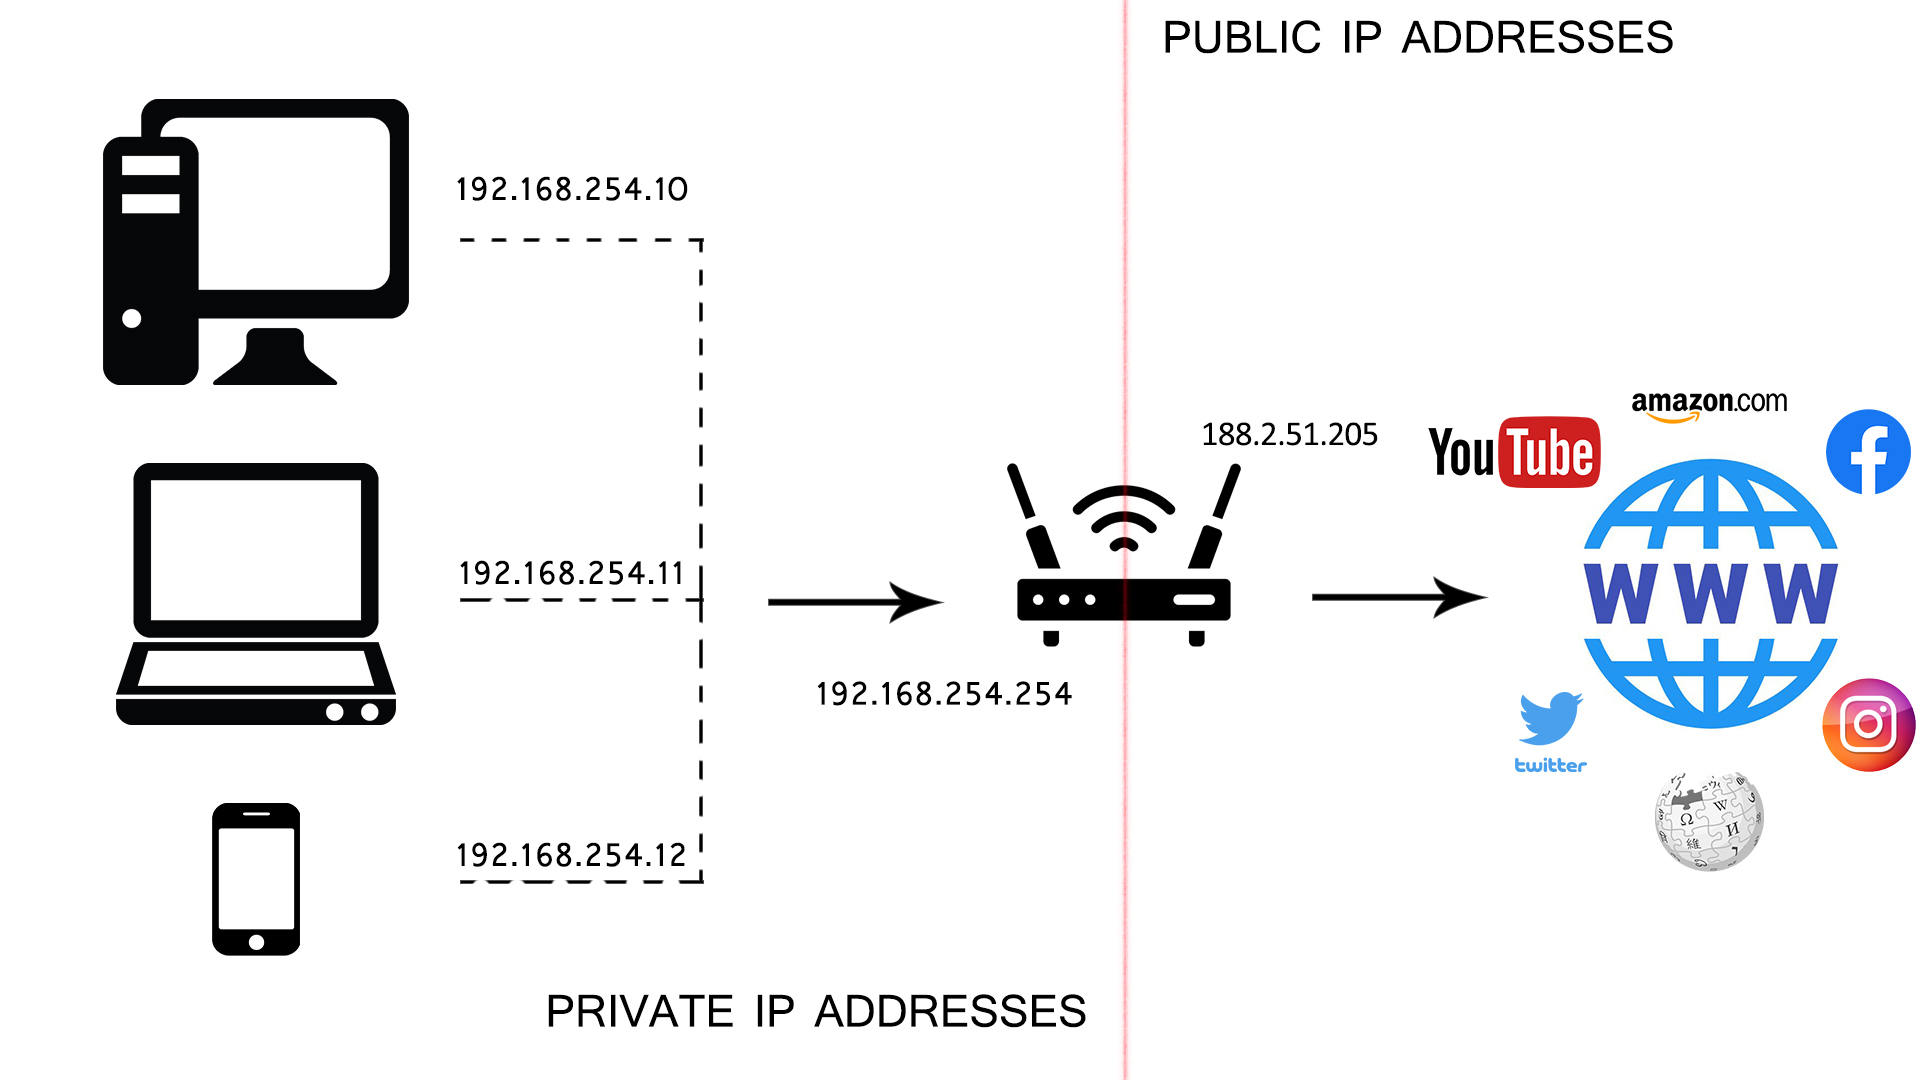 PUBLIC IP ADDRESSES
192.168.254.10
amazon.com
188.2.51.205
YouTube
192.168.254.11
WWW
192.168.254.254
twitter
Ω W И
維
192.168.254.12
PRIVATE IP ADDRESSES